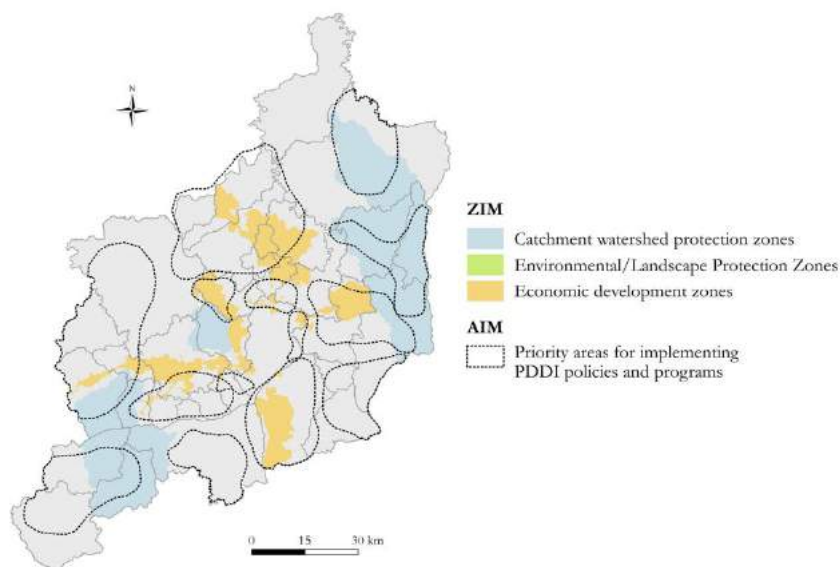 N
ZIM
Catchment watershed protection zones
Environmental/Landscape Protection Zones
Economic development zones
AIM
Priority areas for implementing
PDDI policies and programs
0 15 30 km